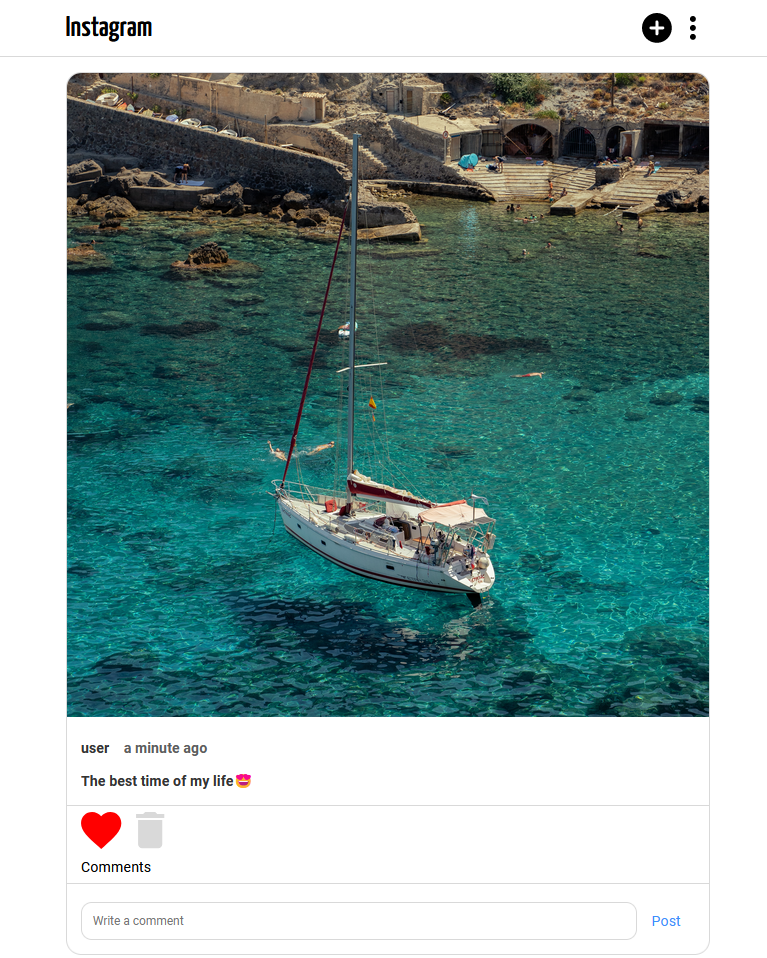 Instagram
user a minute ago
The best time of my life😍
Comments
Write a comment
Post